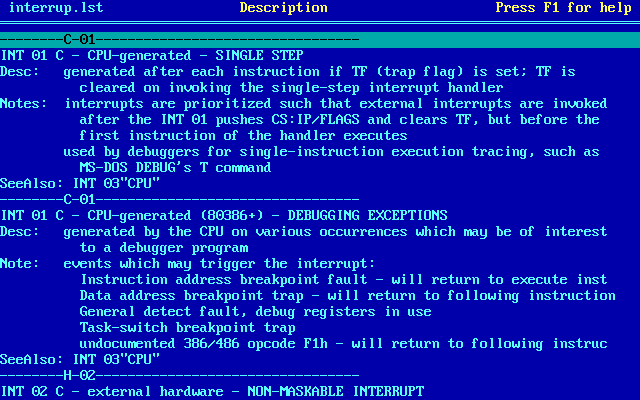 interrup.lst Description Press F1 for help
--------C-01---------------------------------
INT 01 C - CPU-generated - SINGLE STEP
Desc: generated after each instruction if TF (trap flag) is set; TF is
cleared on invoking the single-step interrupt handler
Notes: interrupts are prioritized such that external interrupts are invoked
after the INT 01 pushes CS:IP/FLAGS and clears TF, but before the
first instruction of the handler executes
used by debuggers for single-instruction execution tracing, such as
MS-DOS DEBUG's T command
SeeAlso: INT 03"CPU"
--------C-01---------------------------------
INT 01 C - CPU-generated (80386+) - DEBUGGING EXCEPTIONS
Desc: generated by the CPU on various occurrences which may be of interest
to a debugger program
Note: events which may trigger the interrupt:
Instruction address breakpoint fault - will return to execute inst
Data address breakpoint trap - will return to following instruction
General detect fault, debug registers in use
Task-switch breakpoint trap
undocumented 386/486 opcode F1h - will return to following instruc
SeeAlso: INT 03"CPU"
--------H-02---------------------------------
INT 02 C - external hardware - NON-MASKABLE INTERRUPT